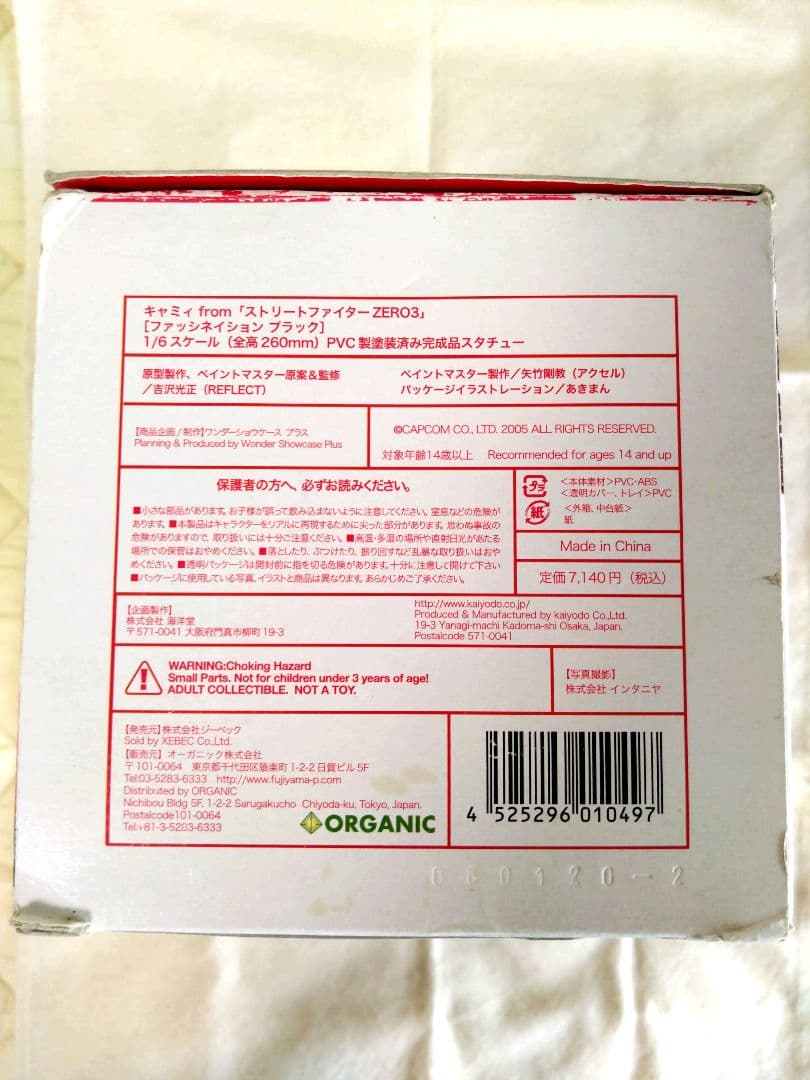 キャミィ from「ストリートファイターZERO3」
［ファッシネイション ブラック］
1/6スケール（全高260mm）PVC製塗装済み完成品スタチュー
原型製作、ペイントマスター原案＆監修
／吉沢光正（REFLECT）
ペイントマスター製作／矢竹剛教（アクセル）
パッケージイラストレーション／あきまん
【商品企画/制作】ワンダーショウケース プラス
Planning & Produced by Wonder Showcase Plus
©CAPCOM CO., LTD. 2005 ALL RIGHTS RESERVED.
対象年齢14歳以上 Recommended for ages 14 and up
保護者の方へ、必ずお読みください。
■小さな部品があります。お子様が誤って飲み込まないように注意してください。窒息などの危険が
あります。■本製品はキャラクターをリアルに再現するために尖った部分があります。思わぬ事故の
危険がありますので、取り扱いには十分ご注意ください。■高温・多湿の場所や直射日光があたる
場所での保管はおやめください。■落としたり、ぶつけたり、振り回すなど乱暴な取り扱いはおや
めください。■透明パッケージは開封前に指を切る危険があります。十分に注意して開けて下さい
■パッケージに使用している写真、イラストと商品は異なります。あらかじめご了承ください。
プラ
＜本体素材＞PVC・ABS
＜透明カバー、トレイ＞PVC
紙
＜外箱、中台紙＞
紙
Made in China
定価7,140円（税込）
【企画製作】
株式会社 海洋堂
〒571-0041 大阪府門真市柳町19-3
http://www.kaiyodo.co.jp/
Produced & Manufactured by kaiyodo Co.,Ltd.
19-3 Yanagi-machi Kadoma-shi Osaka, Japan.
Postalcode 571-0041
WARNING:Choking Hazard
Small Parts. Not for children under 3 years of age!
ADULT COLLECTIBLE. NOT A TOY.
【写真撮影】
株式会社 インタニヤ
【発売元】株式会社ジーベック
Sold by XEBEC Co.,Ltd.
【販売元】オーガニック株式会社
〒101-0064 東京都千代田区猿楽町1-2-2 日貿ビル5F
Tel:03-5283-6333 http://www.fujiyama-p.com
Distributed by ORGANIC
Nichibou Bldg 5F, 1-2-2 Sarugakucho Chiyoda-ku, Tokyo, Japan.
Postalcode101-0064
Tel:+81-3-5283-6333
ORGANIC
4 525296 010497
060120-2